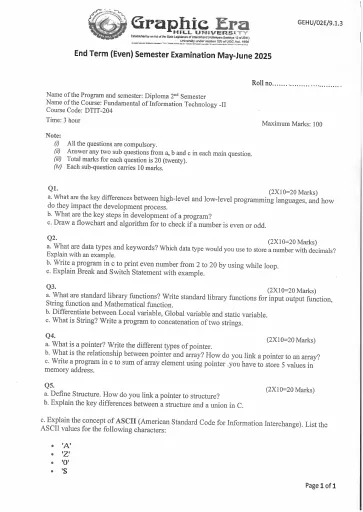 GEHU/02E/9.1.3
Graphic Era
HILL UNIVERSITY
End Term (Even) Semester Examination May-June 2025
Roll no..............................
Name of the Program and semester: Diploma 2nd Semester
Name of the Course: Fundamental of Information Technology -II
Course Code: DTIT-204
Time: 3 hour
Maximum Marks: 100
Note:
(i) All the questions are compulsory.
(ii) Answer any two sub questions from a, b and c in each main question.
(iii) Total marks for each question is 20 (twenty).
(iv) Each sub-question carries 10 marks.
Q1.
(2X10=20 Marks)
a. What are the key differences between high-level and low-level programming languages, and how
do they impact the development process.
b. What are the key steps in development of a program?
c. Draw a flowchart and algorithm for to check if a number is even or odd.
Q2.
(2X10=20 Marks)
a. What are data types and keywords? Which data type would you use to store a number with decimals?
Explain with an example.
b. Write a program in c to print even number from 2 to 20 by using while loop.
c. Explain Break and Switch Statement with example.
Q3.
(2X10=20 Marks)
a. What are standard library functions? Write standard library functions for input output function,
String function and Mathematical function.
b. Differentiate between Local variable, Global variable and static variable.
c. What is String? Write a program to concatenation of two strings.
Q4.
(2X10=20 Marks)
a. What is a pointer? Write the different types of pointer.
b. What is the relationship between pointer and array? How do you link a pointer to an array?
c. Write a program in c to sum of array element using pointer you have to store 5 values in
memory address.
Q5.
(2X10=20 Marks)
a. Define Structure. How do you link a pointer to structure?
b. Explain the key differences between a structure and a union in C.
c. Explain the concept of ASCII (American Standard Code for Information Interchange). List the
ASCII values for the following characters:
• 'A'
• 'Z'
• '0'
• '$
Page 1 of 1